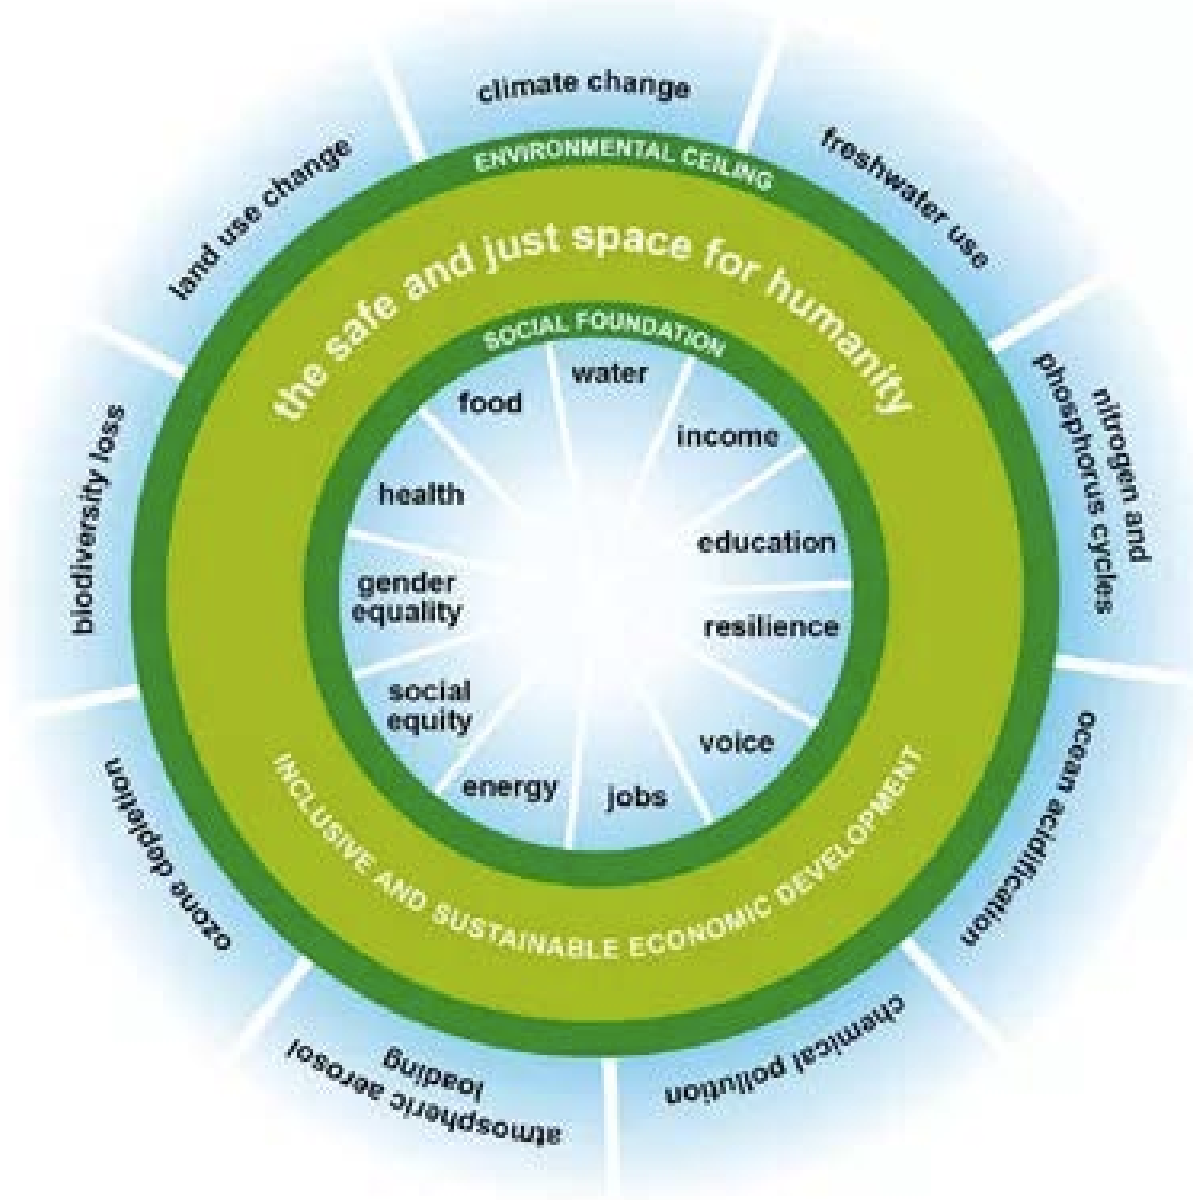 climate change
freshwater use
nitrogen and
phosphorus cycles
ocean acidification
chemical pollution
atmospheric aerosol
loading
ozone depletion
biodiversity loss
land use change
ENVIRONMENTAL CEILING
the safe and just space for humanity
SOCIAL FOUNDATION
water
income
education
resilience
voice
jobs
energy
social
equity
gender
equality
health
food
INCLUSIVE AND SUSTAINABLE ECONOMIC DEVELOPMENT